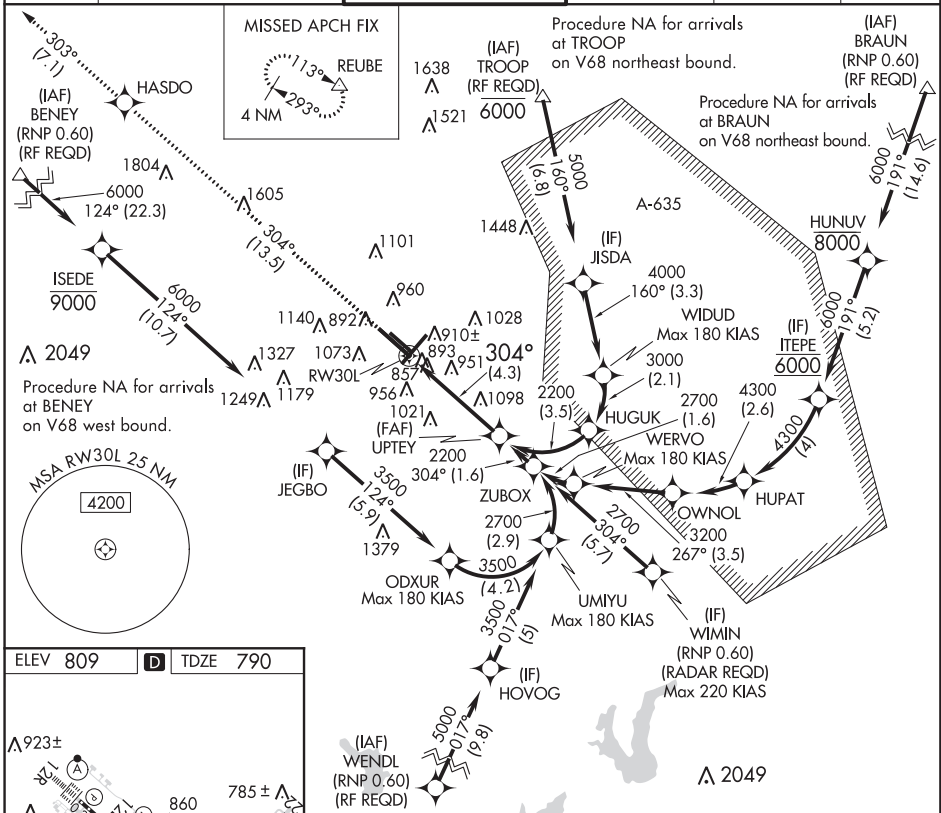 303°
(7.1)
HASDO
(IAF)
BENEY
(RNP 0.60)
(RF REQD)
6000
124° (22.3)
1804
1605
ISEDE
9000
6000
124°
(10.7)
304°
(13.5)
MISSED APCH FIX
113°
REUBE
293°
4 NM
1638
1521
(IAF)
TROOP
(RF REQD)
6000
Procedure NA for arrivals
at TROOP
on V68 northeast bound.
(IAF)
BRAUN
(RNP 0.60)
(RF REQD)
Procedure NA for arrivals
at BRAUN
on V68 northeast bound.
5000
160°
(6.8)
A-635
6000
191°
(14.6)
HUNUV
8000
1448
(IF)
JISDA
4000
160° (3.3)
1101
960
WIDUD
Max 180 KIAS
6000
191°
(5.2)
(IF)
ITEPE
6000
1140
892
1028
910±
1073
893
951
857
RW30L
956
304°
(4.3)
1098
3000
(2.1)
2049
1327
1249
1179
1021
(FAF)
UPTEY
2200
(3.5)
HUGUK
2700
(1.6)
4300
(2.6)
4300
(4)
WERVO
Max 180 KIAS
Procedure NA for arrivals
at BENEY
on V68 west bound.
2200
304° (1.6)
ZUBOX
HUPAT
OWNOL
MSA RW30L 25 NM
4200
(IF)
JEGBO
3500
124°
(5.9)
1379
2700
(2.9)
2700
304°
(5.7)
3200
267° (3.5)
ODXUR
Max 180 KIAS
3500
(4.2)
UMIYU
Max 180 KIAS
(IF)
WIMIN
(RNP 0.60)
(RADAR REQD)
Max 220 KIAS
3500
017°
(5)
(IF)
HOVOG
5000
017°
(9.8)
(IAF)
WENDL
(RNP 0.60)
(RF REQD)
2049
ELEV 809
D
TDZE 790
923±
A
12R
P
860
785±